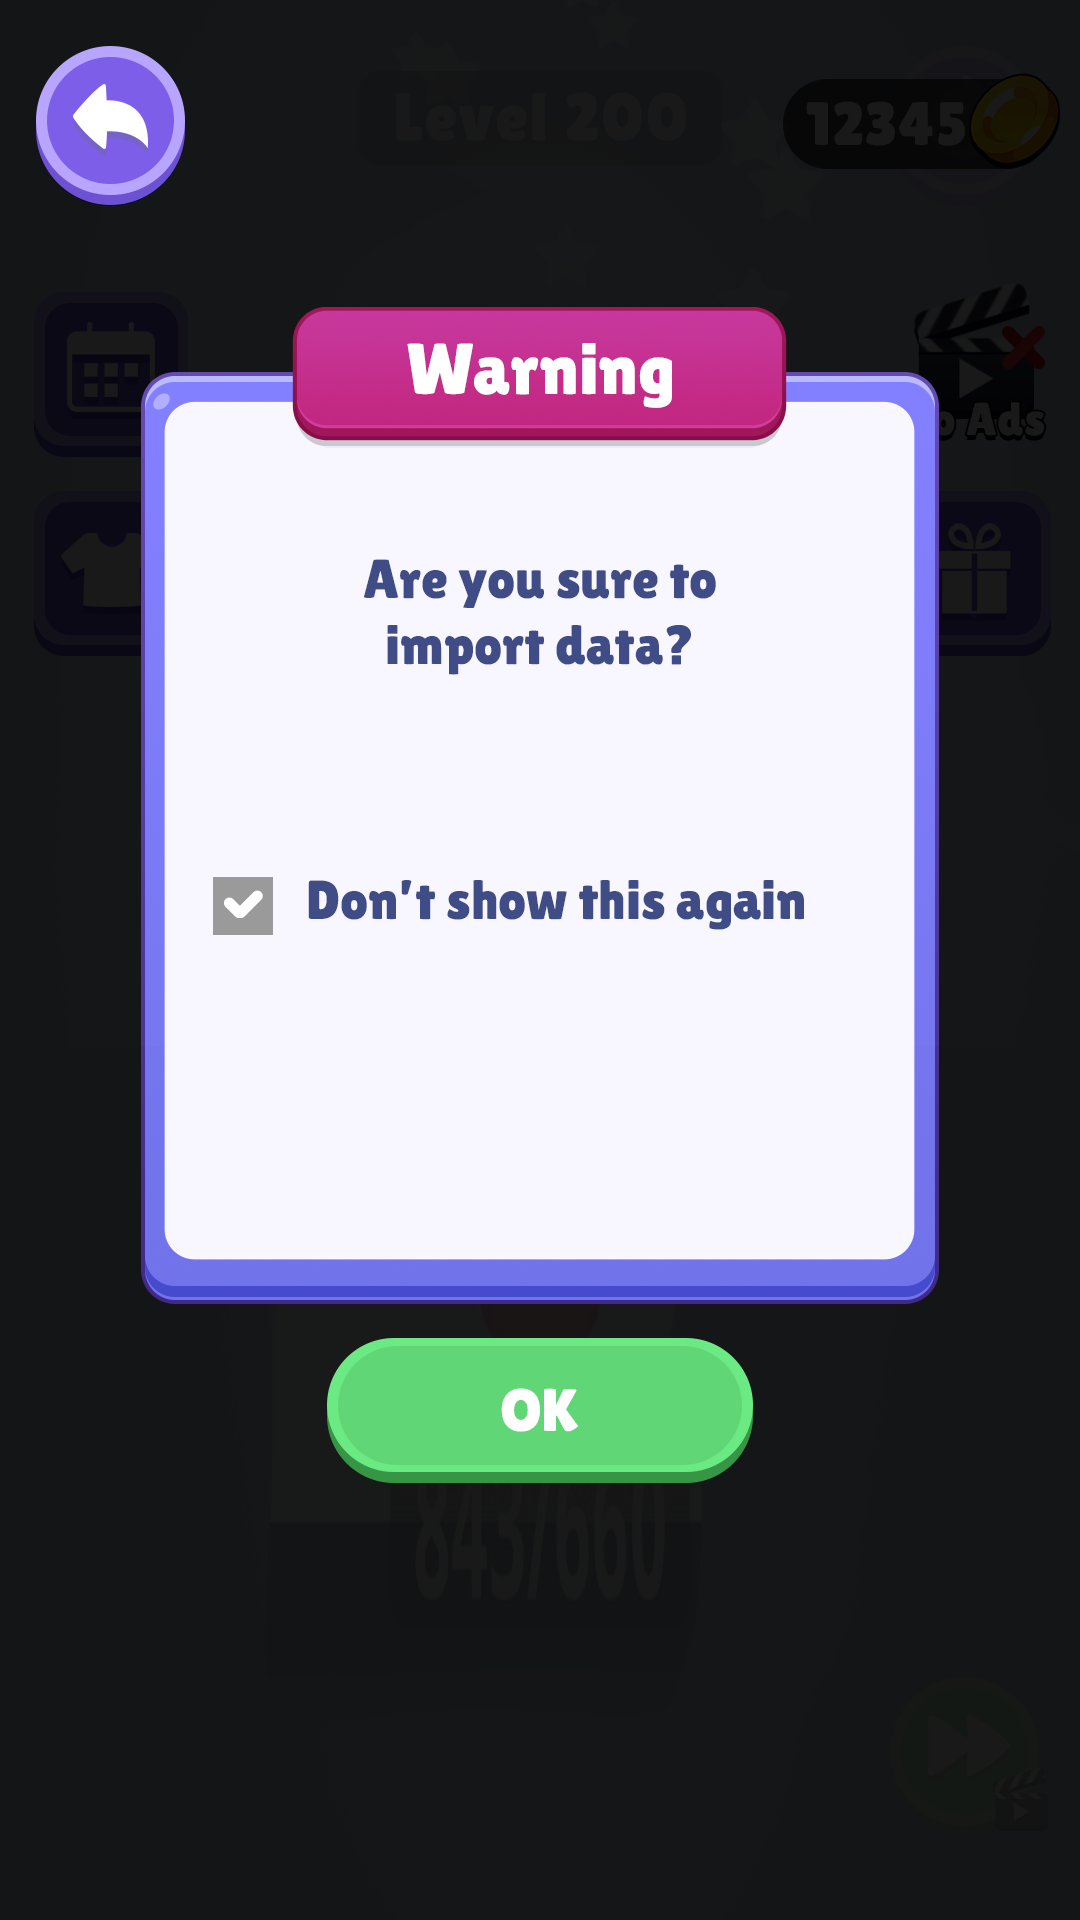 Level 200
12345
Warning
o Ads
Are you sure to
import data?
Don't show this again
OK
843/660